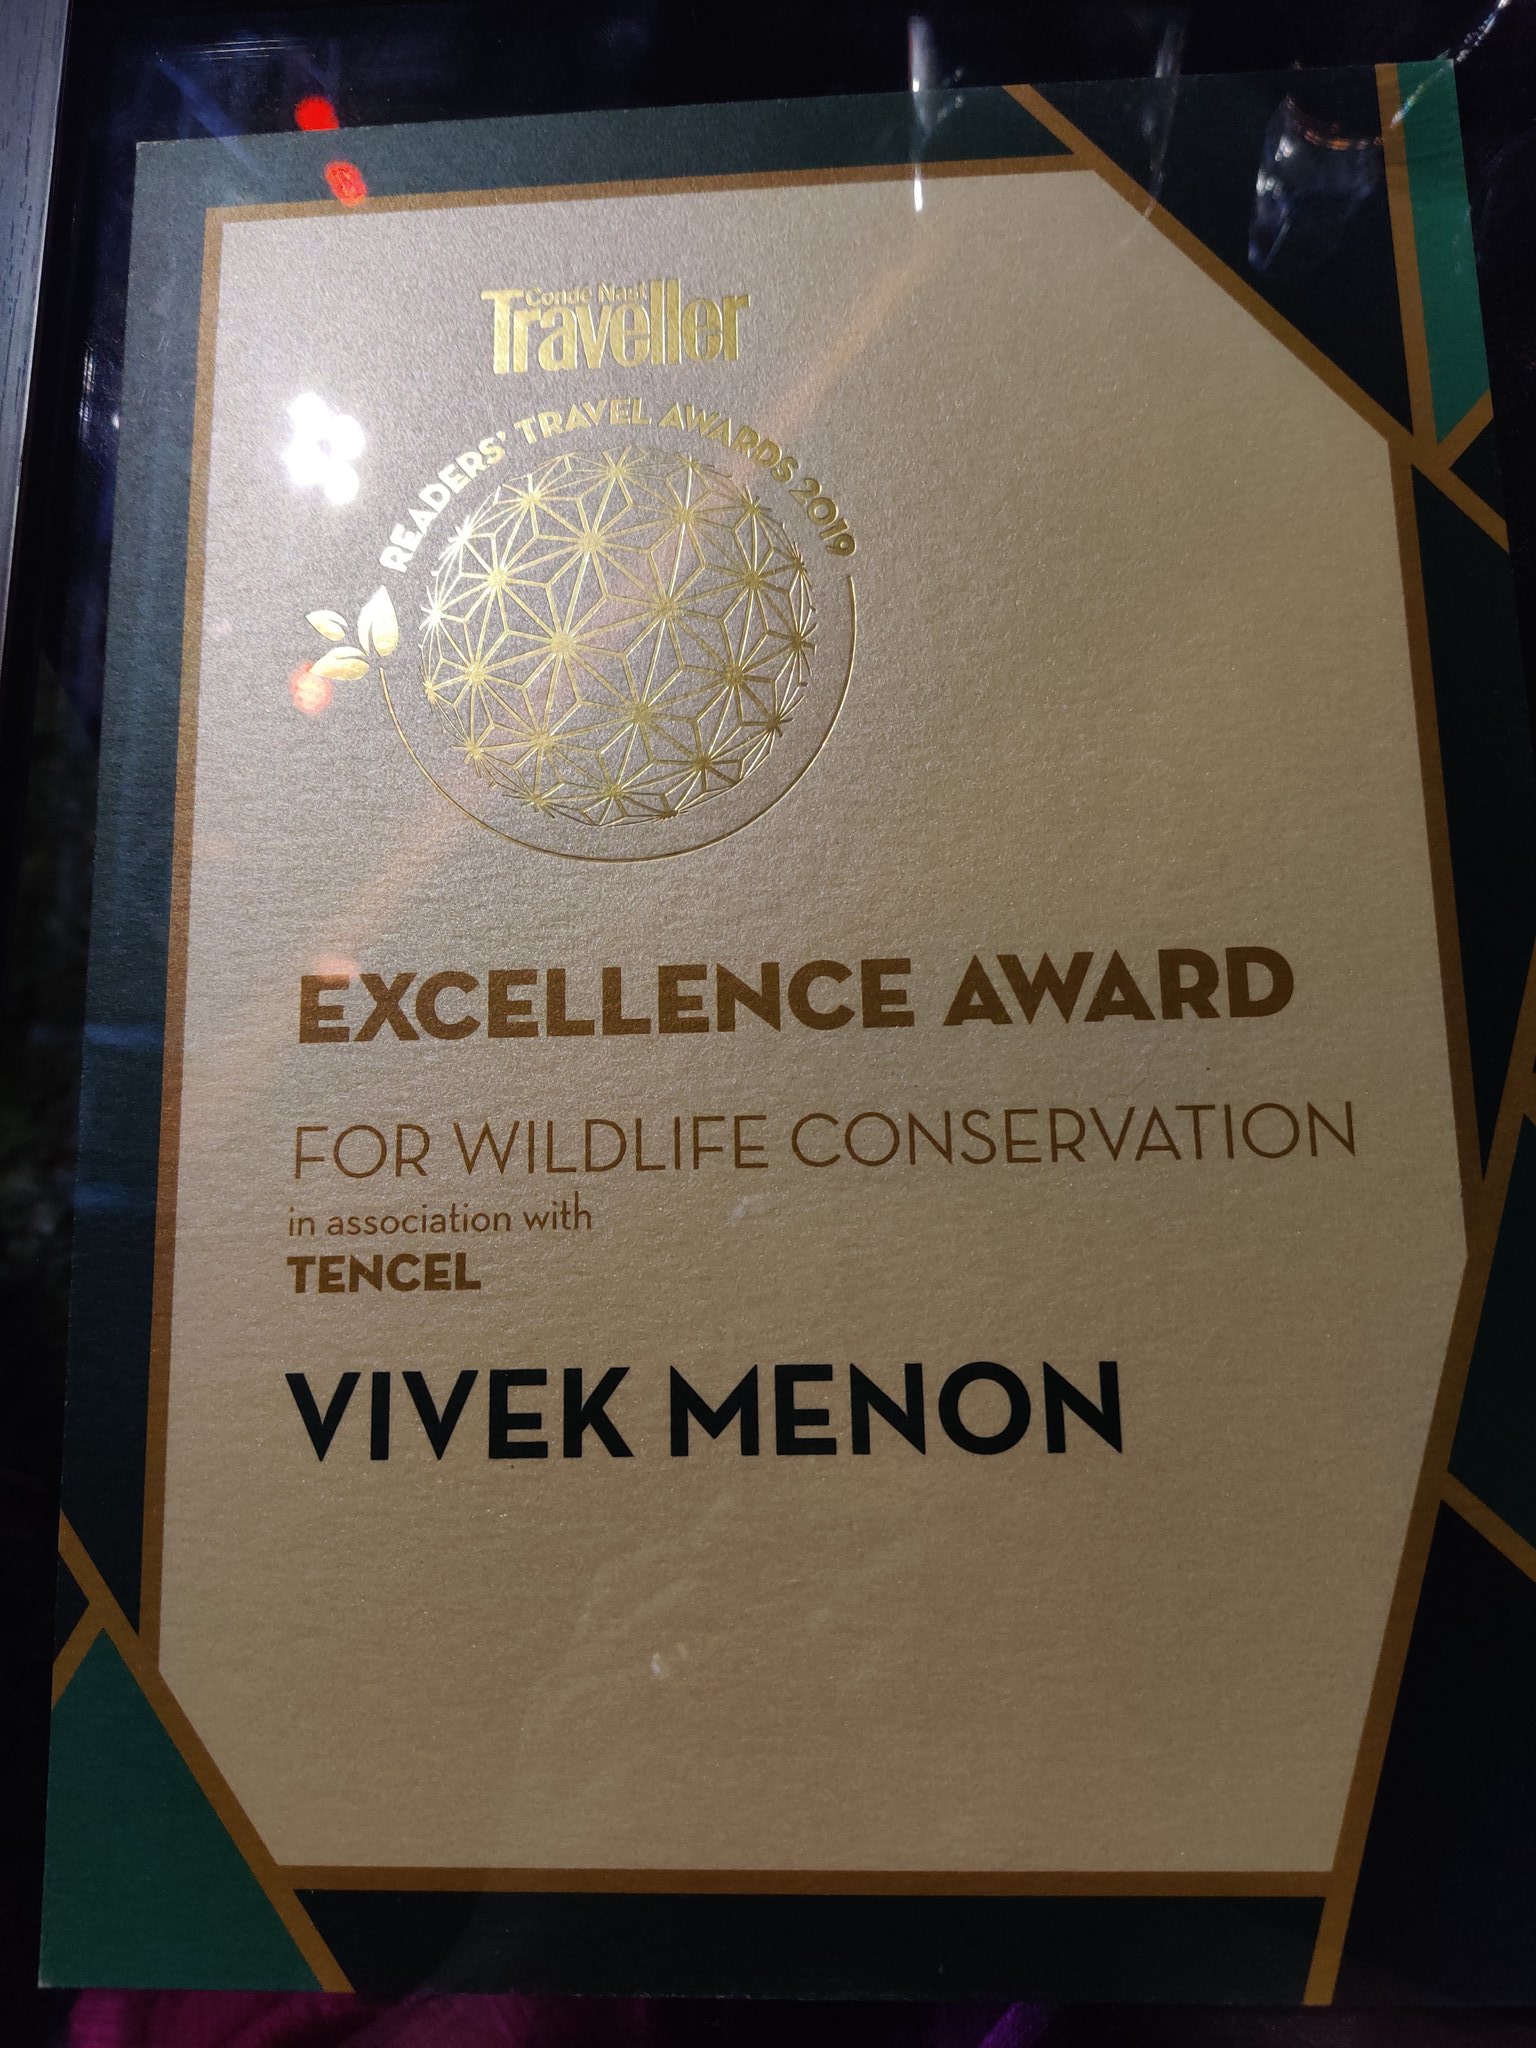 Condé Nast
Traveller
READERS' TRAVEL AWARDS 2019
EXCELLENCE AWARD
FOR WILDLIFE CONSERVATION
in association with
TENCEL
VIVEK MENON